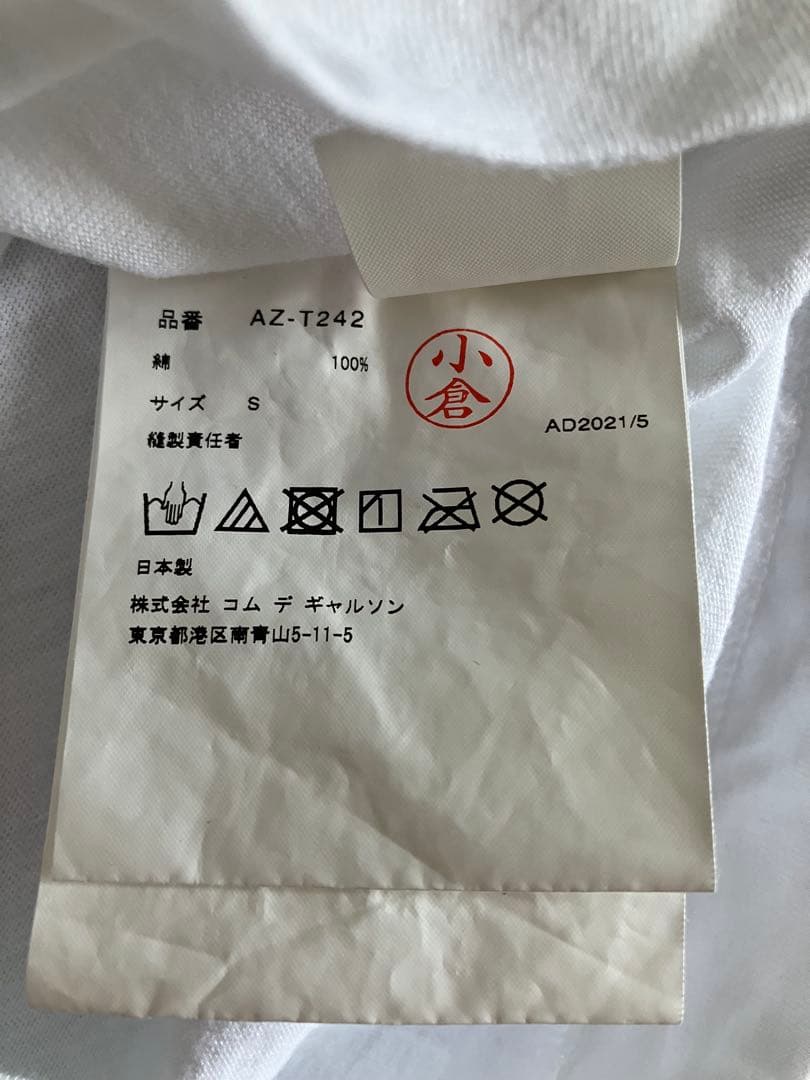 品番 AZ-T242
綿 100%
サイズ S
縫製責任者
小倉
AD2021/5
日本製
株式会社 コム デ ギャルソン
東京都港区南青山5-11-5